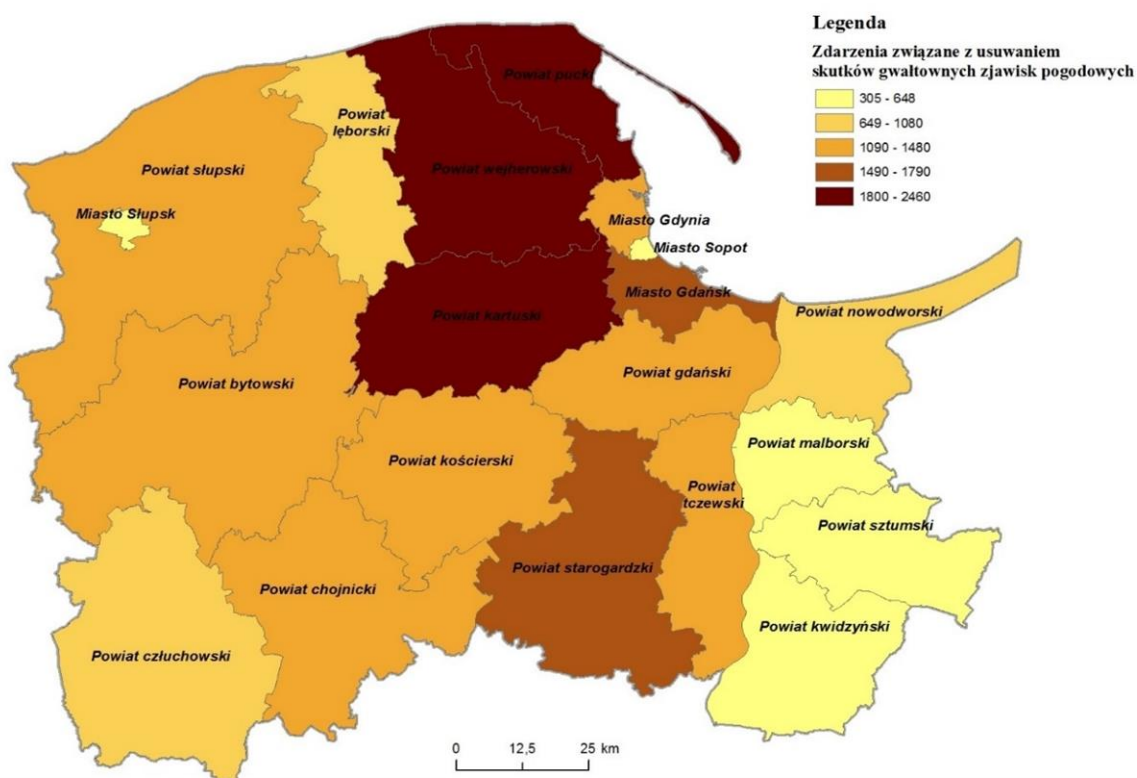 Legenda
Zdarzenia związane z usuwaniem
skutków gwałtownych zjawisk pogodowych
305 - 648
649 - 1080
1090 - 1480
1490 - 1790
1800 - 2460
Powiat pucki
Powiat
lęborski
Powiat słupski
Powiat wejherowski
Miasto Słupsk
Miasto Gdynia
Miasto Sopot
Miasto Gdańsk
Powiat nowodworski
Powiat kartuski
Powiat bytowski
Powiat gdański
Powiat malborski
Powiat kościerski
Powiat
tczewski
Powiat sztumski
Powiat starogardzki
Powiat chojnicki
Powiat kwidzyński
Powiat człuchowski
0 12,5 25 km